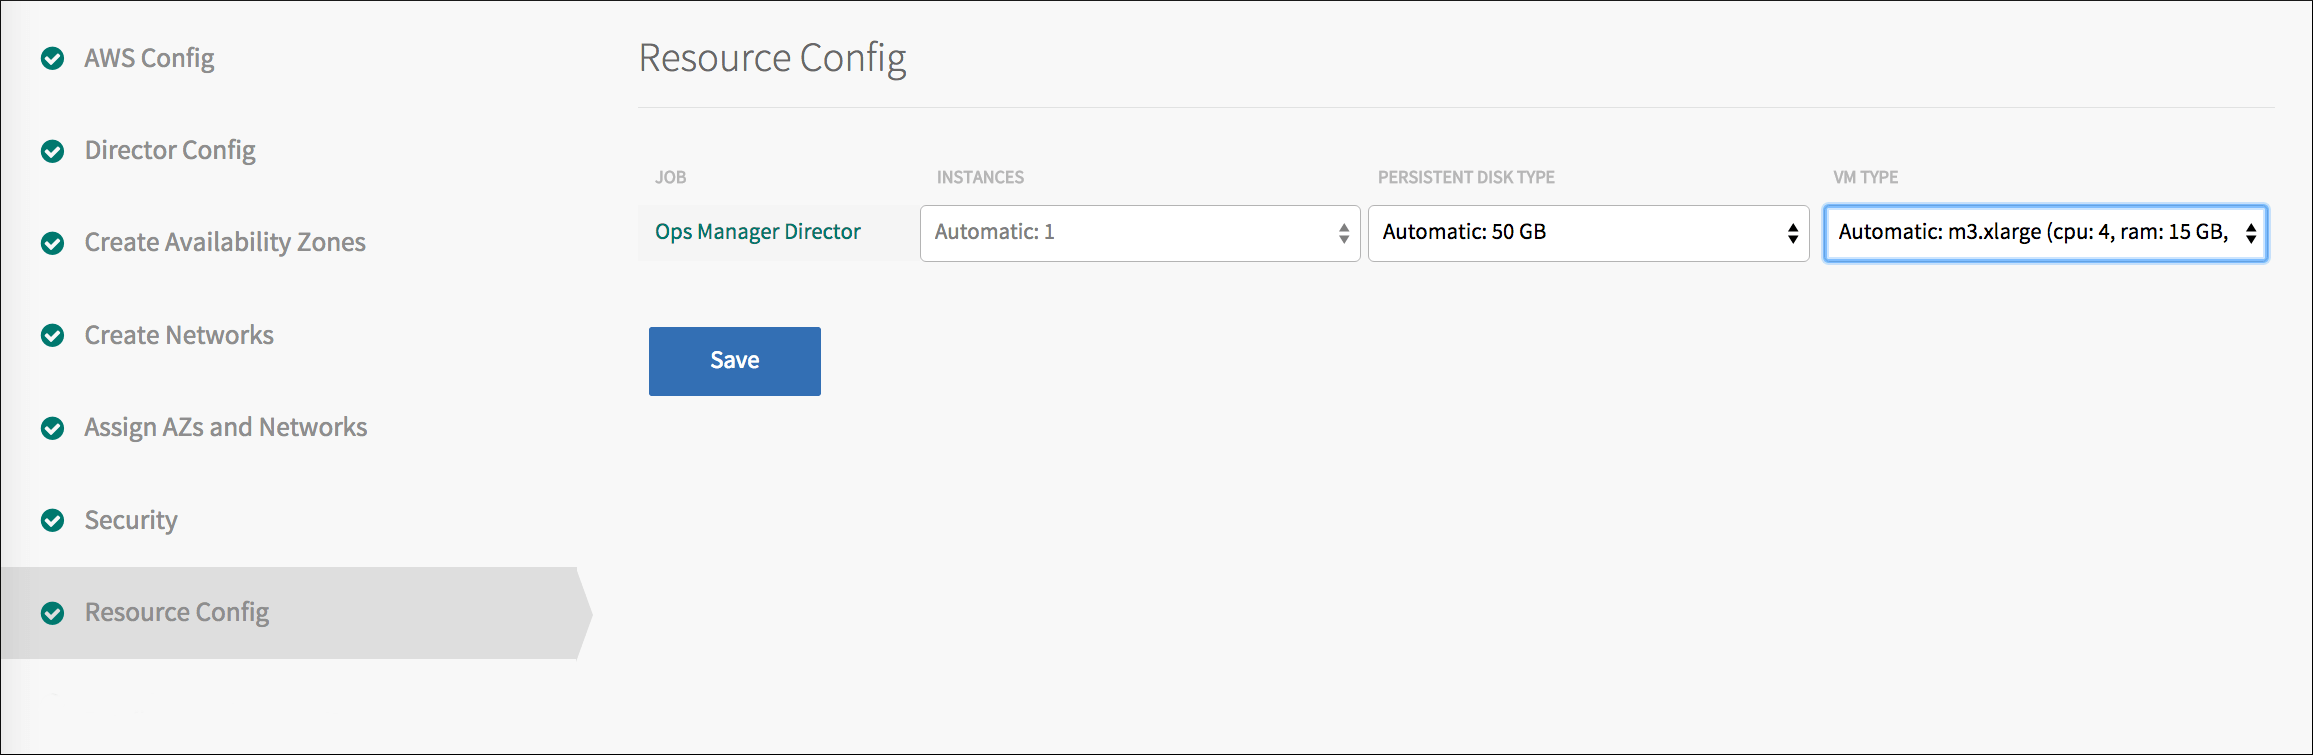 AWS Config
Director Config
Create Availability Zones
Create Networks
Assign AZs and Networks
Security
Resource Config
Resource Config
JOB INSTANCES PERSISTENT DISK TYPE VM TYPE
Ops Manager Director Automatic: 1 Automatic: 50 GB Automatic: m3.xlarge (cpu: 4, ram: 15 GB,
Save